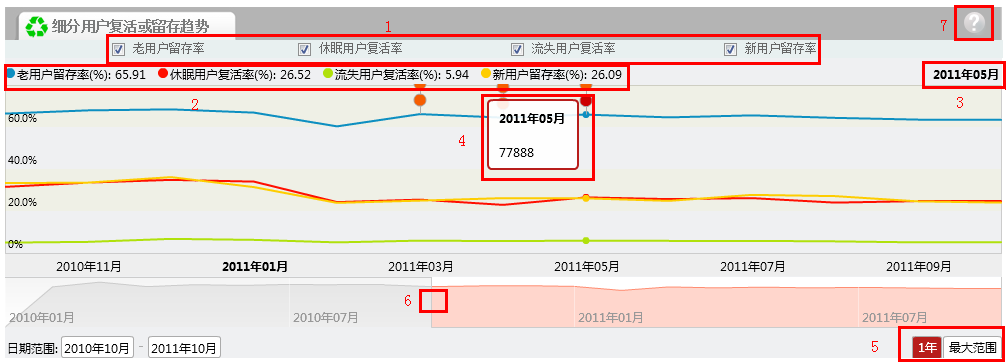 细分用户复活或留存趋势
1
7
?
老用户留存率 休眠用户复活率 流失用户复活率 新用户留存率
老用户留存率(%): 65.91 休眠用户复活率(%): 26.52 流失用户复活率(%): 5.94 新用户留存率(%): 26.09
2011年05月
2
3
60.0%
2011年05月
4
77888
40.0%
20.0%
0%
2010年11月 2011年01月 2011年03月 2011年05月 2011年07月 2011年09月
6
2010年01月 2010年07月 2011年01月 2011年07月
日期范围: 2010年10月 - 2011年10月
5
1年 最大范围